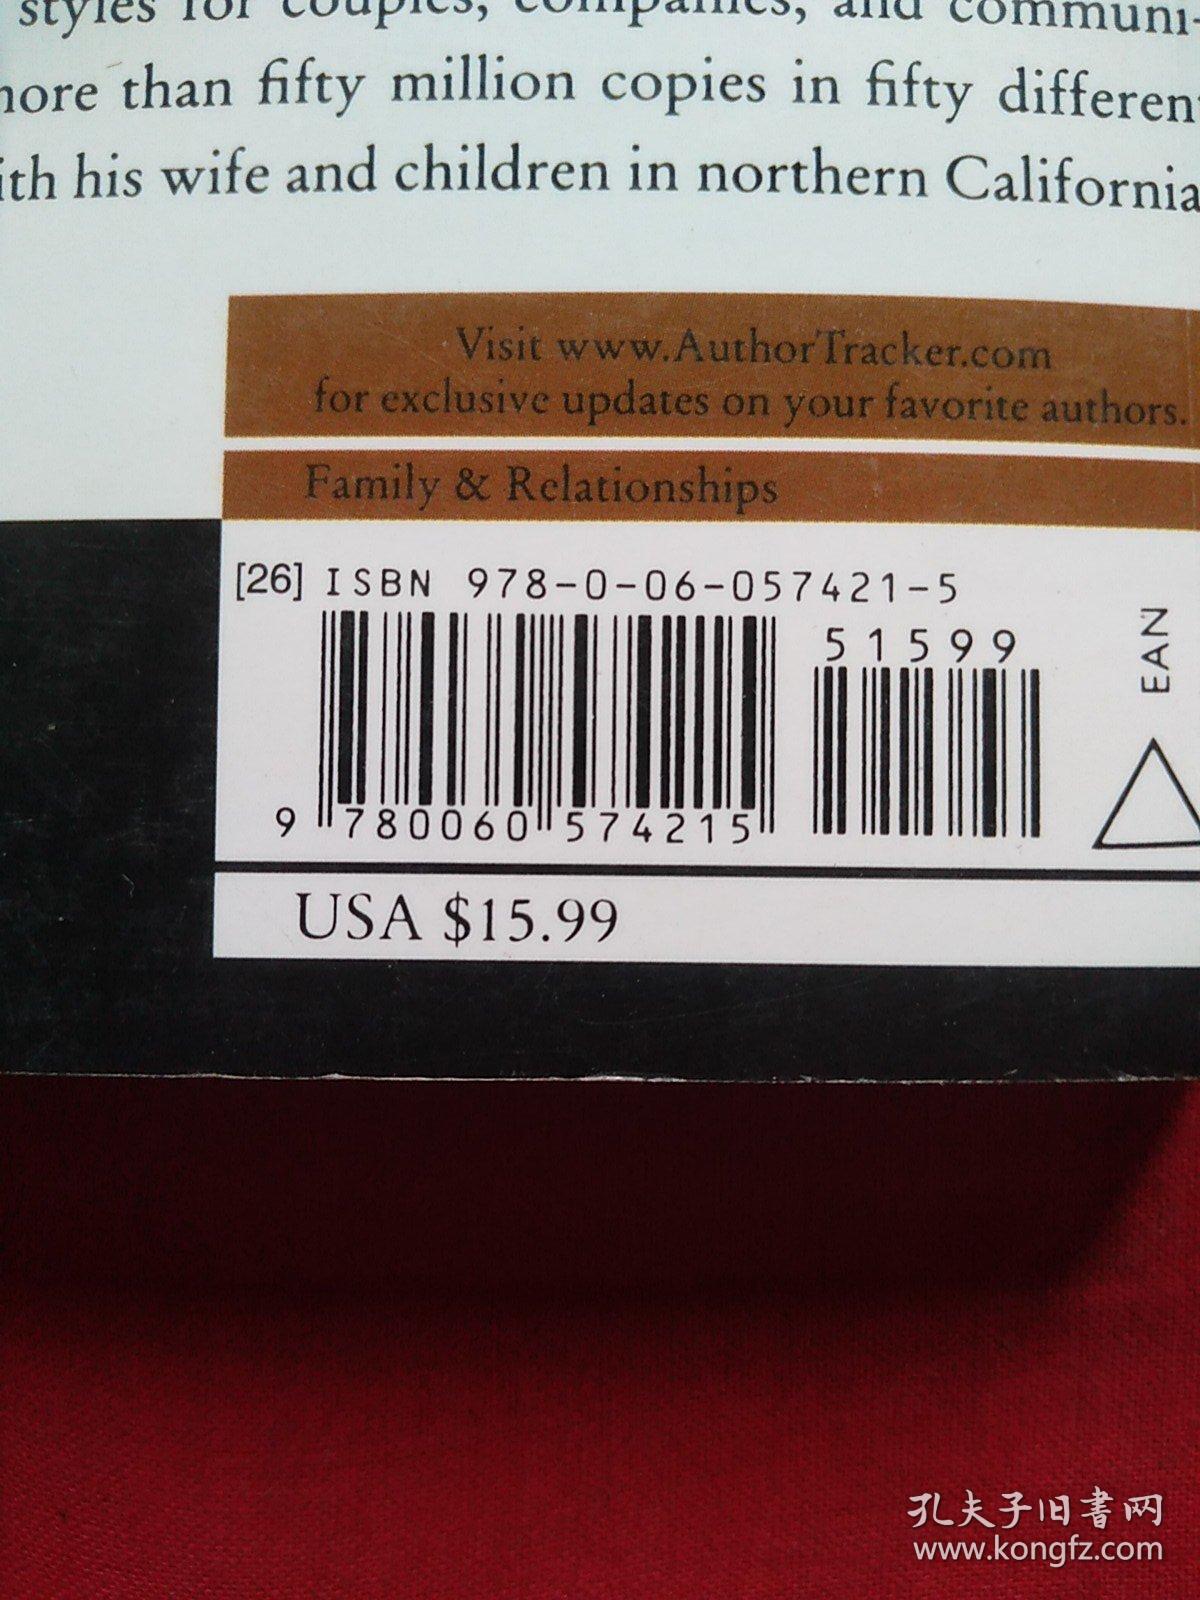 styles for couples, companies, and communi-
more than fifty million copies in fifty different
with his wife and children in northern California
Visit www.AuthorTracker.com
for exclusive updates on your favorite authors.
Family & Relationships
[26] ISBN 978-0-06-057421-5
51599
EAN
9 780060 574215
USA $15.99
孔夫子旧书网
www.kongfz.com